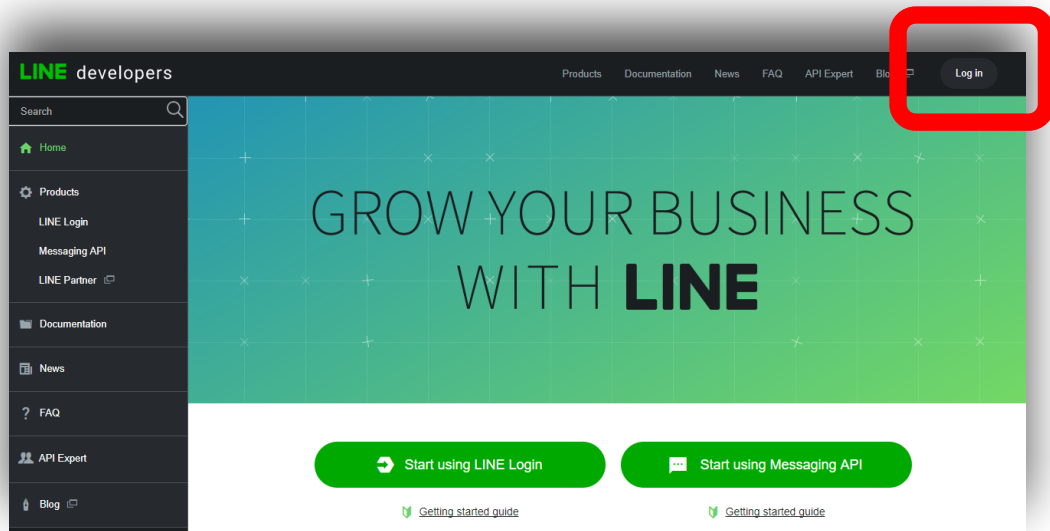 LINE developers
Products Documentation News FAQ API Expert Blog Log in
Search
Home
Products
LINE Login
Messaging API
LINE Partner
Documentation
News
? FAQ
API Expert
Blog
GROW YOUR BUSINESS
WITH LINE
Start using LINE Login
Start using Messaging API
Getting started guide
Getting started guide